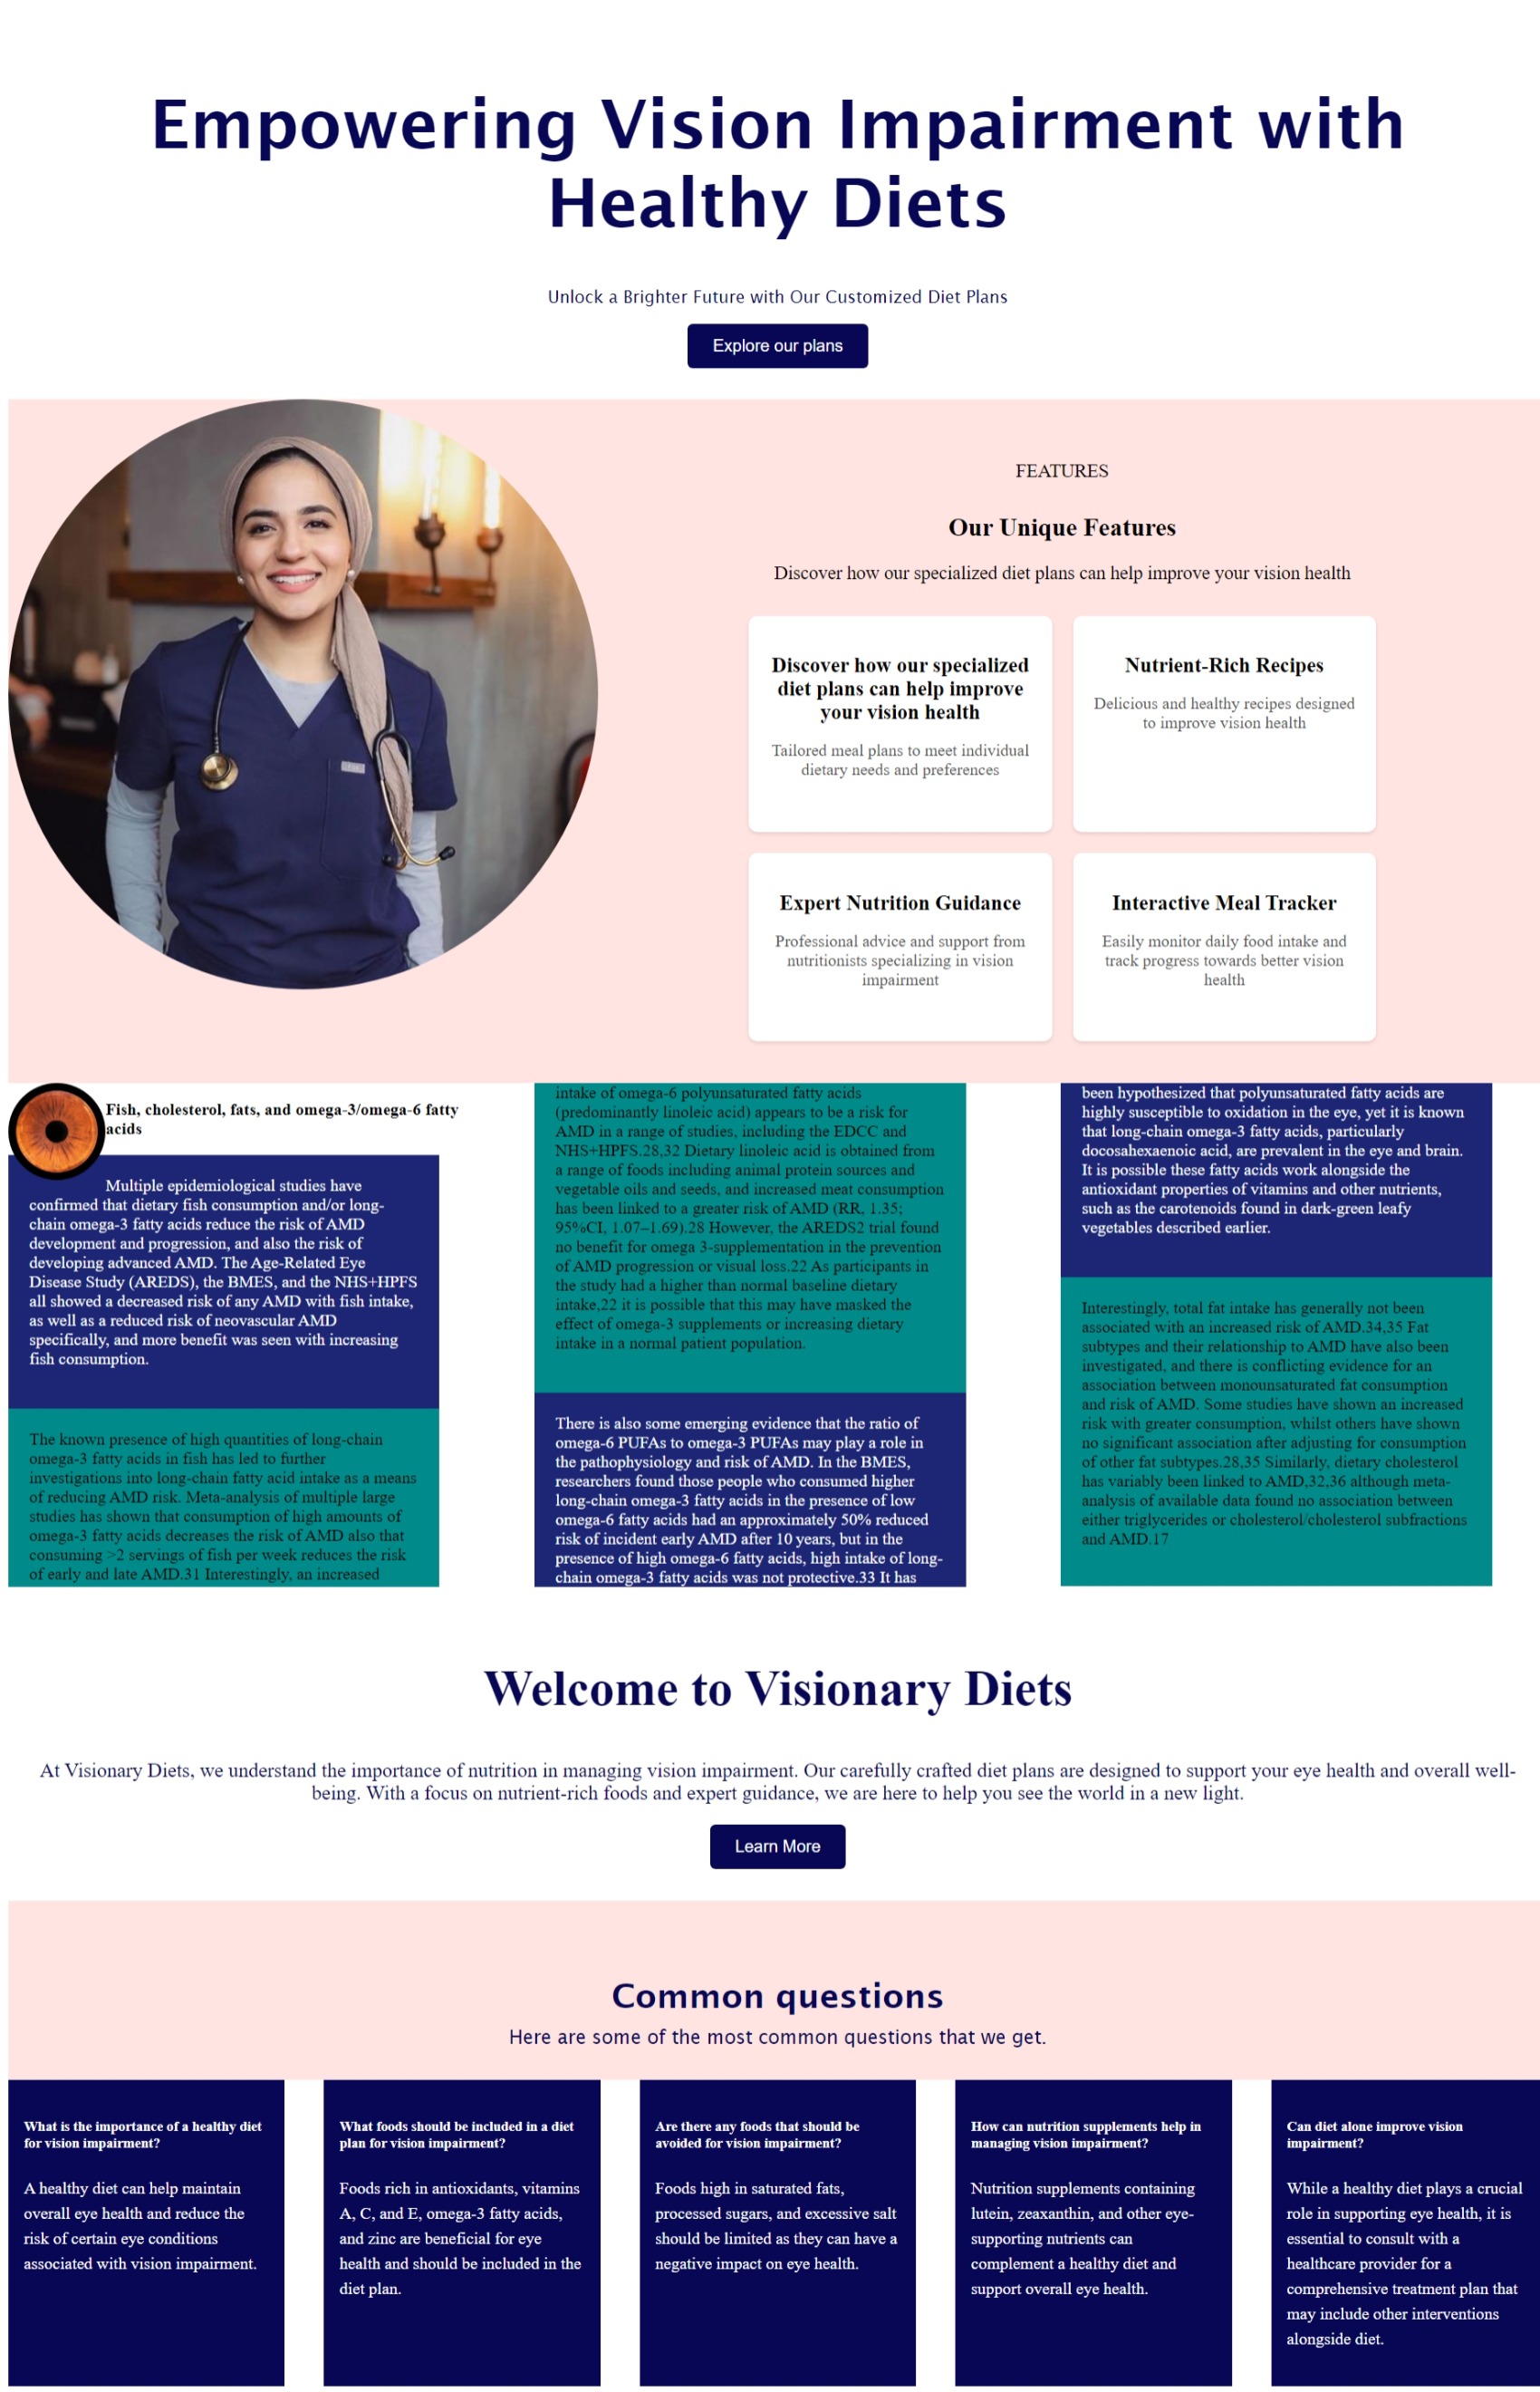 Empowering Vision Impairment with
Healthy Diets
Unlock a Brighter Future with Our Customized Diet Plans
Explore our plans
FEATURES
Our Unique Features
Discover how our specialized diet plans can help improve your vision health
Discover how our specialized
diet plans can help improve
your vision health
Tailored meal plans to meet individual
dietary needs and preferences
Nutrient-Rich Recipes
Delicious and healthy recipes designed
to improve vision health
Expert Nutrition Guidance
Professional advice and support from
nutritionists specializing in vision
impairment
Interactive Meal Tracker
Easily monitor daily food intake and
track progress towards better vision
health
Fish, cholesterol, fats, and omega-3/omega-6 fatty
acids
Multiple epidemiological studies have
confirmed that dietary fish consumption and/or long-
chain omega-3 fatty acids reduce the risk of AMD
development and progression, and also the risk of
developing advanced AMD. The Age-Related Eye
Disease Study (AREDS), the BMES, and the NHS+HPFS
all showed a decreased risk of any AMD with fish intake,
as well as a reduced risk of neovascular AMD
specifically, and more benefit was seen with increasing
fish consumption.
The known presence of high quantities of long-chain
omega-3 fatty acids in fish has led to further
investigations into long-chain fatty acid intake as a means
of reducing AMD risk. Meta-analysis of multiple large
studies has shown that consumption of high amounts of
omega-3 fatty acids decreases the risk of AMD also that
consuming >2 servings of fish per week reduces the risk
of early and late AMD.31 Interestingly, an increased
intake of omega-6 polyunsaturated fatty acids
(predominantly linoleic acid) appears to be a risk for
AMD in a range of studies, including the EDCC and
NHS+HPFS.28,32 Dietary linoleic acid is obtained from
a range of foods including animal protein sources and
vegetable oils and seeds, and increased meat consumption
has been linked to a greater risk of AMD (RR, 1.35;
95%CI, 1.07–1.69).28 However, the AREDS2 trial found
no benefit for omega 3-supplementation in the prevention
of AMD progression or visual loss.22 As participants in
the study had a higher than normal baseline dietary
intake,22 it is possible that this may have masked the
effect of omega-3 supplements or increasing dietary
intake in a normal patient population.
There is also some emerging evidence that the ratio of
omega-6 PUFAs to omega-3 PUFAs may play a role in
the pathophysiology and risk of AMD. In the BMES,
researchers found those people who consumed higher
long-chain omega-3 fatty acids in the presence of low
omega-6 fatty acids had an approximately 50% reduced
risk of incident early AMD after 10 years, but in the
presence of high omega-6 fatty acids, high intake of long-
chain omega-3 fatty acids was not protective.33 It has
been hypothesized that polyunsaturated fatty acids are
highly susceptible to oxidation in the eye, yet it is known
that long-chain omega-3 fatty acids, particularly
docosahexaenoic acid, are prevalent in the eye and brain.
It is possible these fatty acids work alongside the
antioxidant properties of vitamins and other nutrients,
such as the carotenoids found in dark-green leafy
vegetables described earlier.
Interestingly, total fat intake has generally not been
associated with an increased risk of AMD.34,35 Fat
subtypes and their relationship to AMD have also been
investigated, and there is conflicting evidence for an
association between monounsaturated fat consumption
and risk of AMD. Some studies have shown an increased
risk with greater consumption, whilst others have shown
no significant association after adjusting for consumption
of other fat subtypes.28,35 Similarly, dietary cholesterol
has variably been linked to AMD,32,36 although meta-
analysis of available data found no association between
either triglycerides or cholesterol/cholesterol subfractions
and AMD.17
Welcome to Visionary Diets
At Visionary Diets, we understand the importance of nutrition in managing vision impairment. Our carefully crafted diet plans are designed to support your eye health and overall well-
being. With a focus on nutrient-rich foods and expert guidance, we are here to help you see the world in a new light.
Learn More
Common questions
Here are some of the most common questions that we get.
What is the importance of a healthy diet
for vision impairment?
A healthy diet can help maintain
overall eye health and reduce the
risk of certain eye conditions
associated with vision impairment.
What foods should be included in a diet
plan for vision impairment?
Foods rich in antioxidants, vitamins
A, C, and E, omega-3 fatty acids,
and zinc are beneficial for eye
health and should be included in the
diet plan.
Are there any foods that should be
avoided for vision impairment?
Foods high in saturated fats,
processed sugars, and excessive salt
should be limited as they can have a
negative impact on eye health.
How can nutrition supplements help in
managing vision impairment?
Nutrition supplements containing
lutein, zeaxanthin, and other eye-
supporting nutrients can
complement a healthy diet and
support overall eye health.
Can diet alone improve vision
impairment?
While a healthy diet plays a crucial
role in supporting eye health, it is
essential to consult with a
healthcare provider for a
comprehensive treatment plan that
may include other interventions
alongside diet.